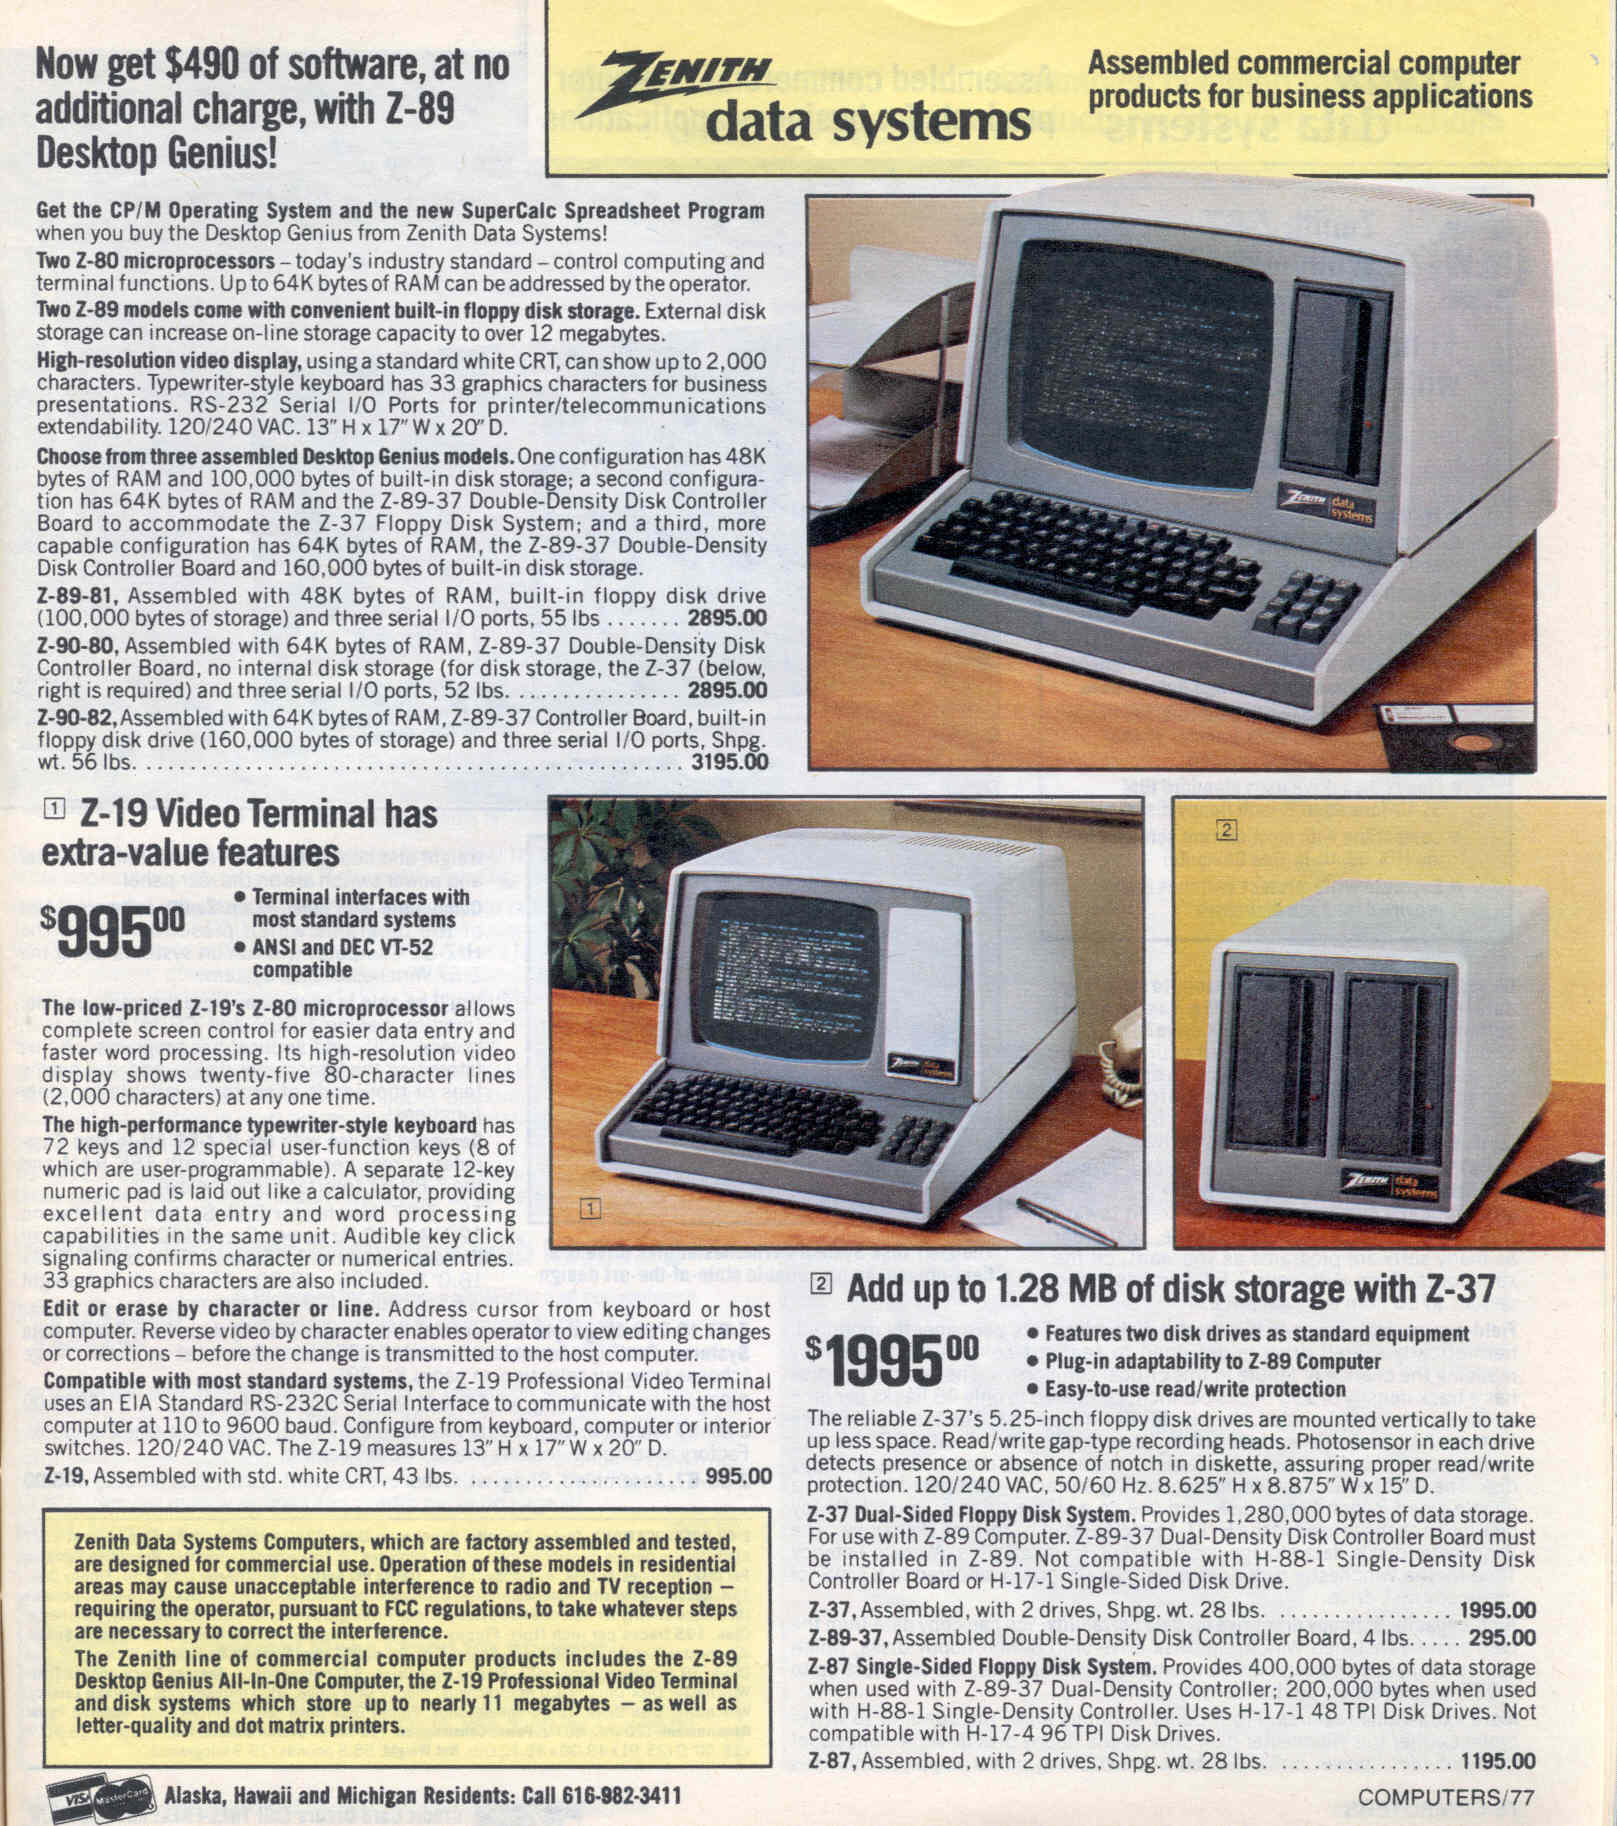 Now get $490 of software, at no
additional charge, with Z-89
Desktop Genius!
ZENITH
data systems
Assembled commercial computer
products for business applications
Get the CP/M Operating System and the new SuperCalc Spreadsheet Program
when you buy the Desktop Genius from Zenith Data Systems!
Two Z-80 microprocessors – today's industry standard – control computing and
terminal functions. Up to 64K bytes of RAM can be addressed by the operator.
Two Z-89 models come with convenient built-in floppy disk storage. External disk
storage can increase on-line storage capacity to over 12 megabytes.
High-resolution video display, using a standard white CRT, can show up to 2,000
characters. Typewriter-style keyboard has 33 graphics characters for business
presentations. RS-232 Serial I/O Ports for printer/telecommunications
extendability. 120/240 VAC. 13" H x 17" W x 20" D.
Choose from three assembled Desktop Genius models. One configuration has 48K
bytes of RAM and 100,000 bytes of built-in disk storage; a second configura-
tion has 64K bytes of RAM and the Z-89-37 Double-Density Disk Controller
Board to accommodate the Z-37 Floppy Disk System; and a third, more
capable configuration has 64K bytes of RAM, the Z-89-37 Double-Density
Disk Controller Board and 160,000 bytes of built-in disk storage.
Z-89-81, Assembled with 48K bytes of RAM, built-in floppy disk drive
(100,000 bytes of storage) and three serial I/O ports, 55 lbs ....... 2895.00
Z-90-80, Assembled with 64K bytes of RAM, Z-89-37 Double-Density Disk
Controller Board, no internal disk storage (for disk storage, the Z-37 (below,
right is required) and three serial I/O ports, 52 lbs. ............... 2895.00
Z-90-82, Assembled with 64K bytes of RAM, Z-89-37 Controller Board, built-in
floppy disk drive (160,000 bytes of storage) and three serial I/O ports, Shpg.
wt. 56 lbs. ................................................. 3195.00
ZENITH data
systems
1 Z-19 Video Terminal has
extra-value features
$995.00
• Terminal interfaces with
most standard systems
• ANSI and DEC VT-52
compatible
The low-priced Z-19's Z-80 microprocessor allows
complete screen control for easier data entry and
faster word processing. Its high-resolution video
display shows twenty-five 80-character lines
(2,000 characters) at any one time.
The high-performance typewriter-style keyboard has
72 keys and 12 special user-function keys (8 of
which are user-programmable). A separate 12-key
numeric pad is laid out like a calculator, providing
excellent data entry and word processing
capabilities in the same unit. Audible key click
signaling confirms character or numerical entries.
33 graphics characters are also included.
Edit or erase by character or line. Address cursor from keyboard or host
computer. Reverse video by character enables operator to view editing changes
or corrections – before the change is transmitted to the host computer.
Compatible with most standard systems, the Z-19 Professional Video Terminal
uses an EIA Standard RS-232C Serial Interface to communicate with the host
computer at 110 to 9600 baud. Configure from keyboard, computer or interior
switches. 120/240 VAC. The Z-19 measures 13" H x 17" W x 20" D.
Z-19, Assembled with std. white CRT, 43 lbs. ..................... 995.00
ZENITH data
systems
1
2
ZENITH data
systems
Zenith Data Systems Computers, which are factory assembled and tested,
are designed for commercial use. Operation of these models in residential
areas may cause unacceptable interference to radio and TV reception –
requiring the operator, pursuant to FCC regulations, to take whatever steps
are necessary to correct the interference.
The Zenith line of commercial computer products includes the Z-89
Desktop Genius All-In-One Computer, the Z-19 Professional Video Terminal
and disk systems which store up to nearly 11 megabytes – as well as
letter-quality and dot matrix printers.
2 Add up to 1.28 MB of disk storage with Z-37
$1995.00
• Features two disk drives as standard equipment
• Plug-in adaptability to Z-89 Computer
• Easy-to-use read/write protection
The reliable Z-37's 5.25-inch floppy disk drives are mounted vertically to take
up less space. Read/write gap-type recording heads. Photosensor in each drive
detects presence or absence of notch in diskette, assuring proper read/write
protection. 120/240 VAC, 50/60 Hz. 8.625" H x 8.875" W x 15" D.
Z-37 Dual-Sided Floppy Disk System. Provides 1,280,000 bytes of data storage.
For use with Z-89 Computer. Z-89-37 Dual-Density Disk Controller Board must
be installed in Z-89. Not compatible with H-88-1 Single-Density Disk
Controller Board or H-17-1 Single-Sided Disk Drive.
Z-37, Assembled, with 2 drives, Shpg. wt. 28 lbs. ................ 1995.00
Z-89-37, Assembled Double-Density Disk Controller Board, 4 lbs. .... 295.00
Z-87 Single-Sided Floppy Disk System. Provides 400,000 bytes of data storage
when used with Z-89-37 Dual-Density Controller; 200,000 bytes when used
with H-88-1 Single-Density Controller. Uses H-17-1 48 TPI Disk Drives. Not
compatible with H-17-4 96 TPI Disk Drives.
Z-87, Assembled, with 2 drives, Shpg. wt. 28 lbs. ................ 1195.00
VISA MasterCard Alaska, Hawaii and Michigan Residents: Call 616-982-3411
COMPUTERS/77